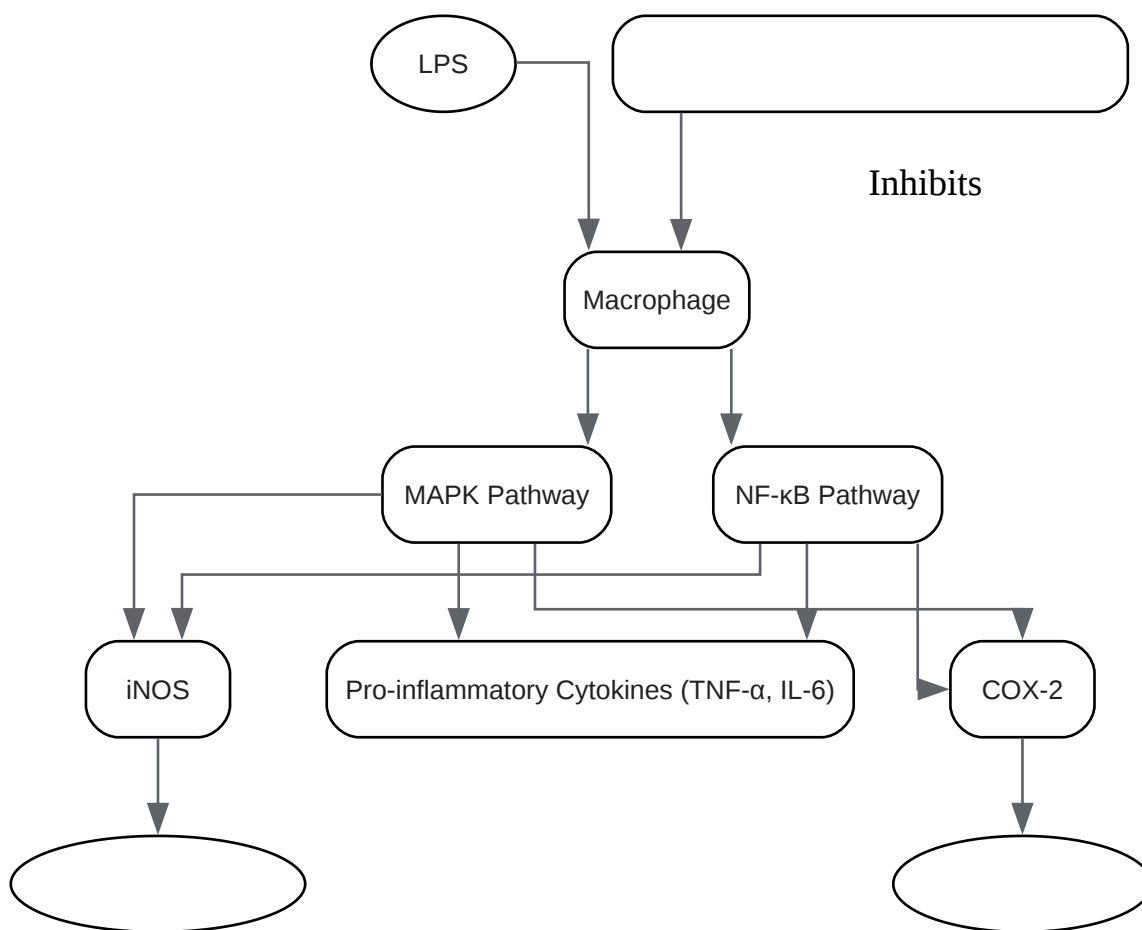 LPS
Inhibits
Macrophage
MAPK Pathway
NF-κB Pathway
iNOS
Pro-inflammatory Cytokines (TNF-α, IL-6)
COX-2